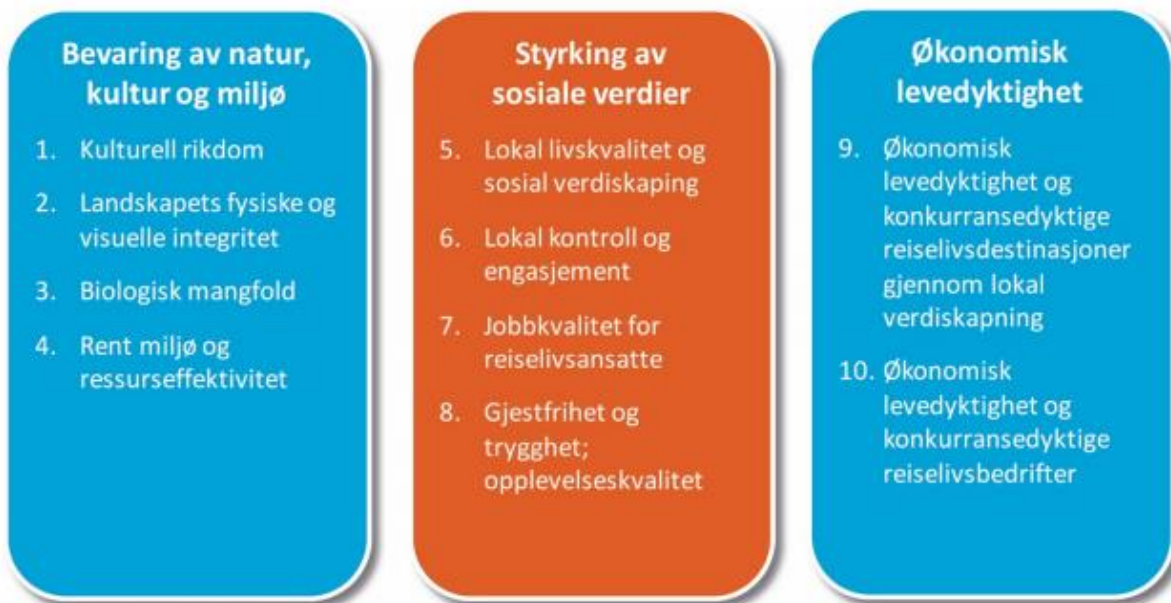 Bevaring av natur,
kultur og miljø
1. Kulturell rikdom
2. Landskapets fysiske og
visuelle integritet
3. Biologisk mangfold
4. Rent miljø og
ressurseffektivitet
Styrking av
sosiale verdier
5. Lokal livskvalitet og
sosial verdiskaping
6. Lokal kontroll og
engasjement
7. Jobbkvalitet for
reiselivsansatte
8. Gjestfrihet og
trygghet;
opplevelseskvalitet
Økonomisk
levedyktighet
9. Økonomisk
levedyktighet og
konkurransedyktige
reiselivsdestinasjoner
gjennom lokal
verdiskapning
10. Økonomisk
levedyktighet og
konkurransedyktige
reiselivsbedrifter